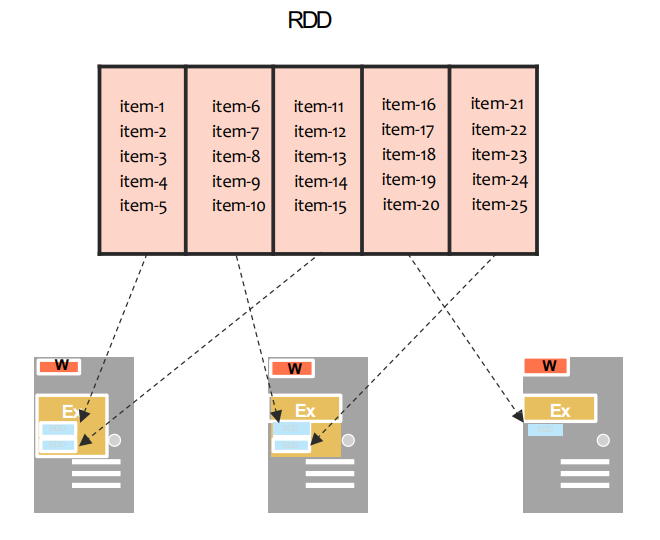 RDD
item-1
item-2
item-3
item-4
item-5
item-6
item-7
item-8
item-9
item-10
item-11
item-12
item-13
item-14
item-15
item-16
item-17
item-18
item-19
item-20
item-21
item-22
item-23
item-24
item-25
W
Ex
W
Ex
W
Ex